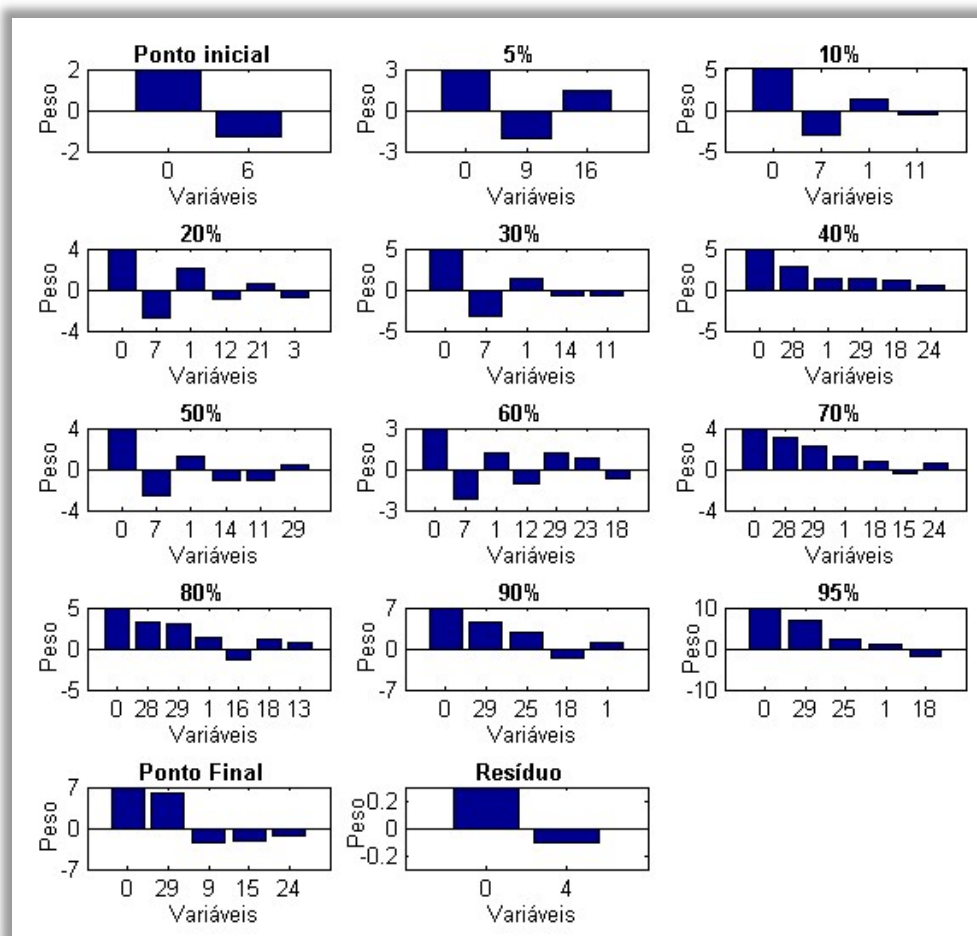 Ponto inicial
2
0
-2
Peso
0 6
Variáveis
5%
3
0
-3
Peso
0 9 16
Variáveis
10%
5
0
-5
Peso
0 7 1 11
Variáveis
20%
4
0
-4
Peso
0 7 1 12 21 3
Variáveis
30%
5
0
-5
Peso
0 7 1 14 11
Variáveis
40%
5
0
-5
Peso
0 28 1 29 18 24
Variáveis
50%
4
0
-4
Peso
0 7 1 14 11 29
Variáveis
60%
3
0
-3
Peso
0 7 1 12 29 23 18
Variáveis
70%
4
0
-4
Peso
0 28 29 1 18 15 24
Variáveis
80%
5
0
-5
Peso
0 28 29 1 16 18 13
Variáveis
90%
7
0
-7
Peso
0 29 25 18 1
Variáveis
95%
10
0
-10
Peso
0 29 25 1 18
Variáveis
Ponto Final
7
0
-7
Peso
0 29 9 15 24
Variáveis
Resíduo
0.2
0
-0.2
Peso
0 4
Variáveis